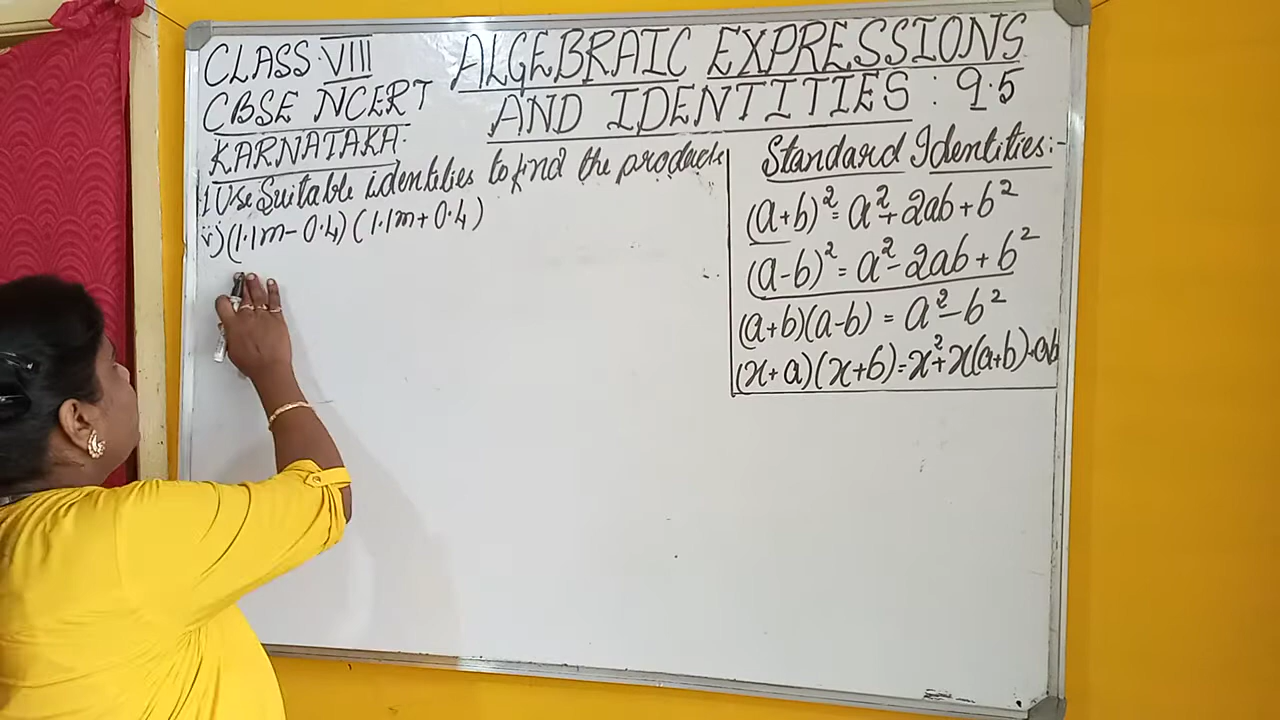 CLASS VIII
CBSE NCERT
KARNATAKA.
ALGEBRAIC EXPRESSIONS
AND IDENTITIES : 9.5
1 Use Suitable identities to find the products
v) (1.1m - 0.4) (1.1m + 0.4)
Standard Identities:-
(a+b)² = a² + 2ab + b²
(a-b)² = a² - 2ab + b²
(a+b)(a-b) = a² - b²
(x+a)(x+b) = x² + x(a+b) + ab